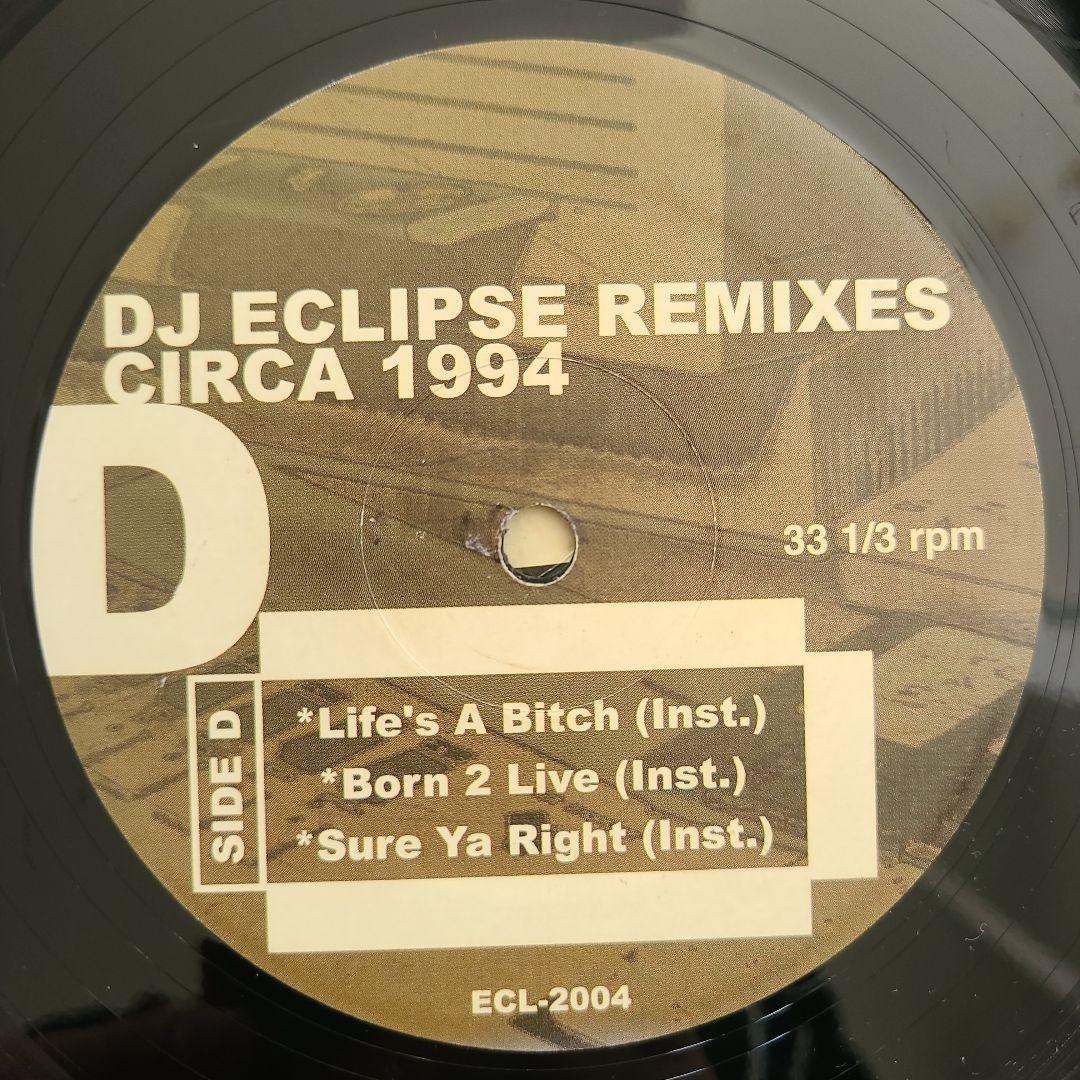 DJ ECLIPSE REMIXES
CIRCA 1994
D
33 1/3 rpm
SIDE D
*Life's A Bitch (Inst.)
*Born 2 Live (Inst.)
*Sure Ya Right (Inst.)
ECL-2004